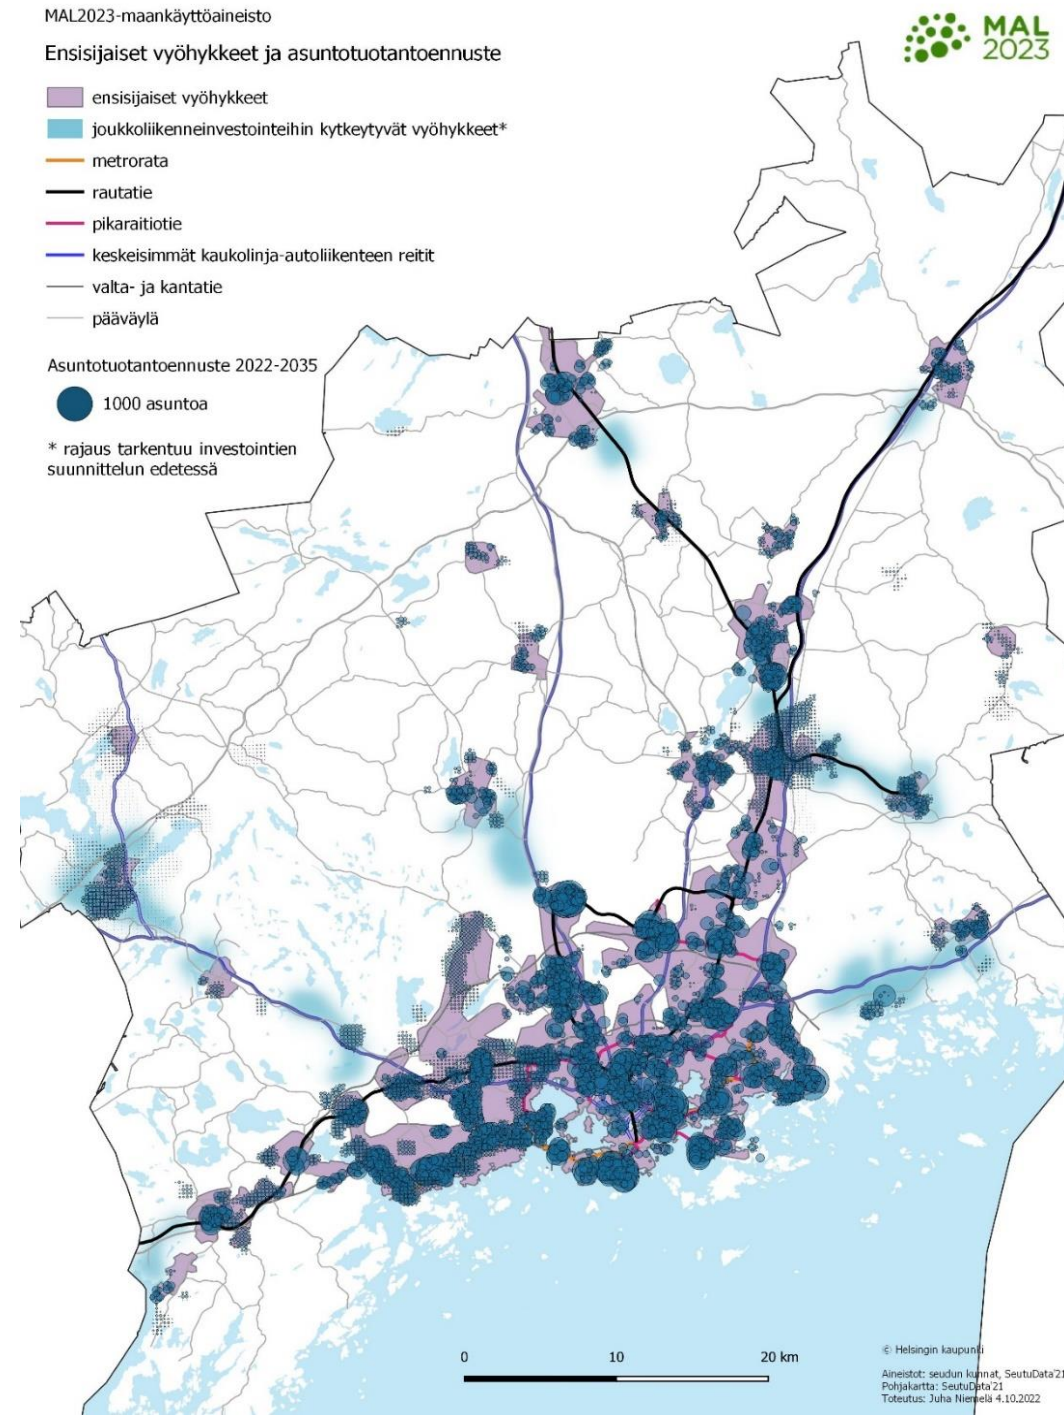 MAL2023-maankäyttöaineisto
Ensisijaiset vyöhykkeet ja asuntotuotantoennuste
MAL
2023
ensisijaiset vyöhykkeet
joukkoliikenneinvestointeihin kytkeytyvät vyöhykkeet*
metrorata
rautatie
pikaraitiotie
keskeisimmät kaukolinja-autoliikenteen reitit
valta- ja kantatie
pääväylä
Asuntotuotantoennuste 2022-2035
1000 asuntoa
* rajaus tarkentuu investointien
suunnittelun edetessä
0 10 20 km
© Helsingin kaupunki
Aineistot: seudun kunnat, SeutuData'21
Pohjakartta: SeutuData'21
Toteutus: Juha Niemelä 4.10.2022